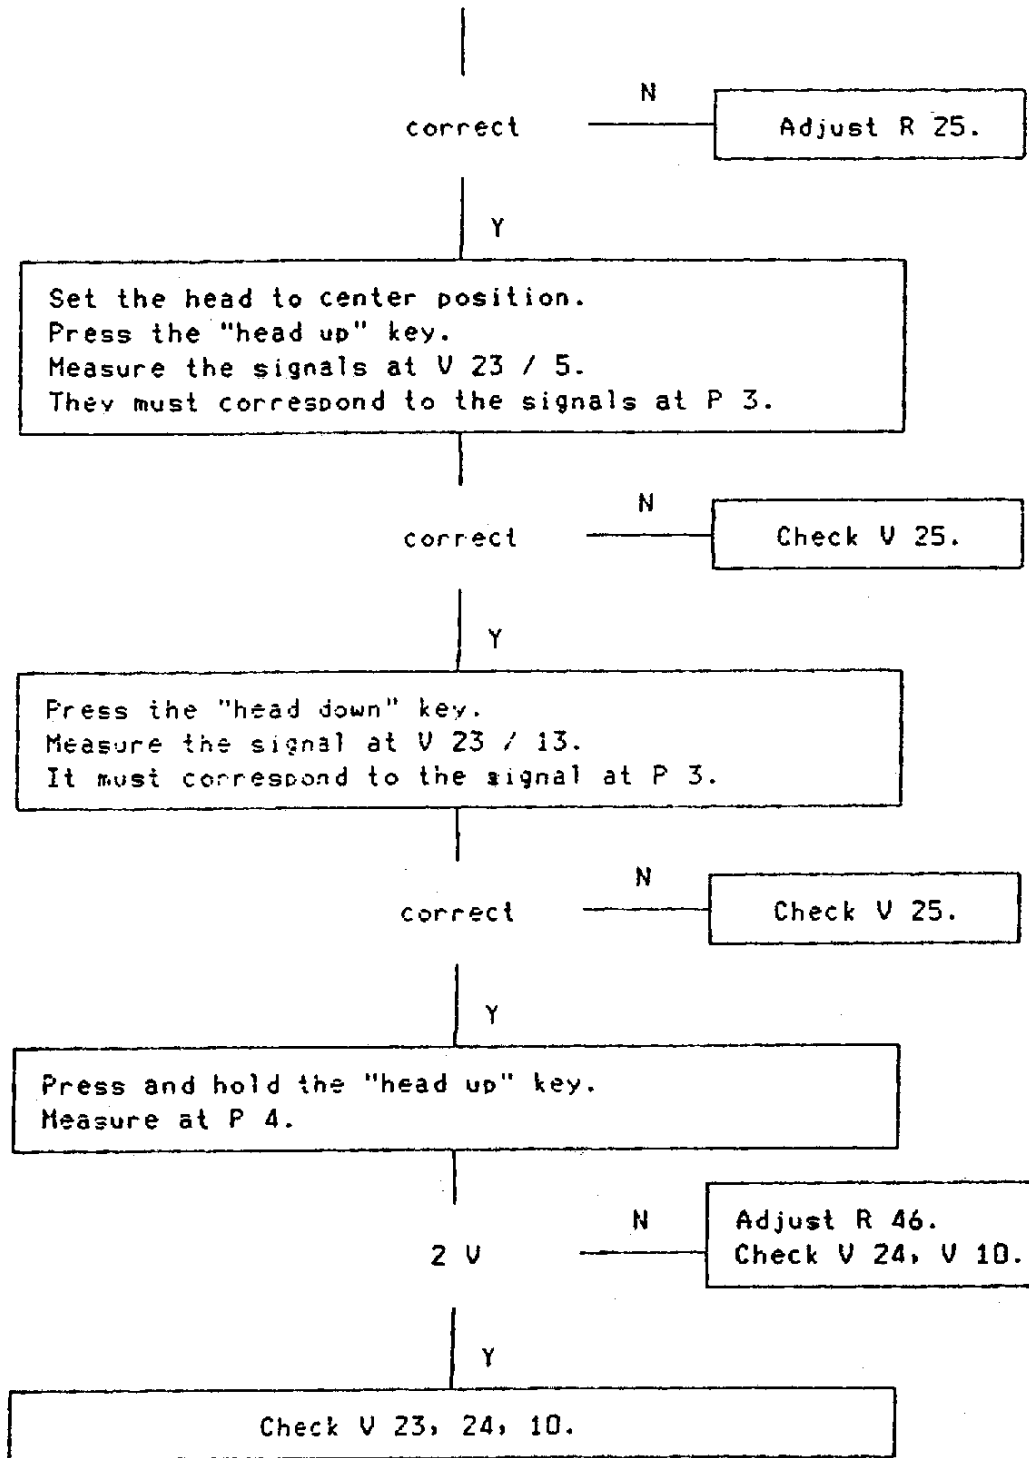 N
correct
Adjust R 25.
Y
Set the head to center position.
Press the "head up" key.
Measure the signals at V 23 / 5.
They must correspond to the signals at P 3.
N
correct
Check V 25.
Y
Press the "head down" key.
Measure the signal at V 23 / 13.
It must correspond to the signal at P 3.
N
correct
Check V 25.
Y
Press and hold the "head up" key.
Measure at P 4.
N
Adjust R 46.
2 V
Check V 24, V 10.
Y
Check V 23, 24, 10.